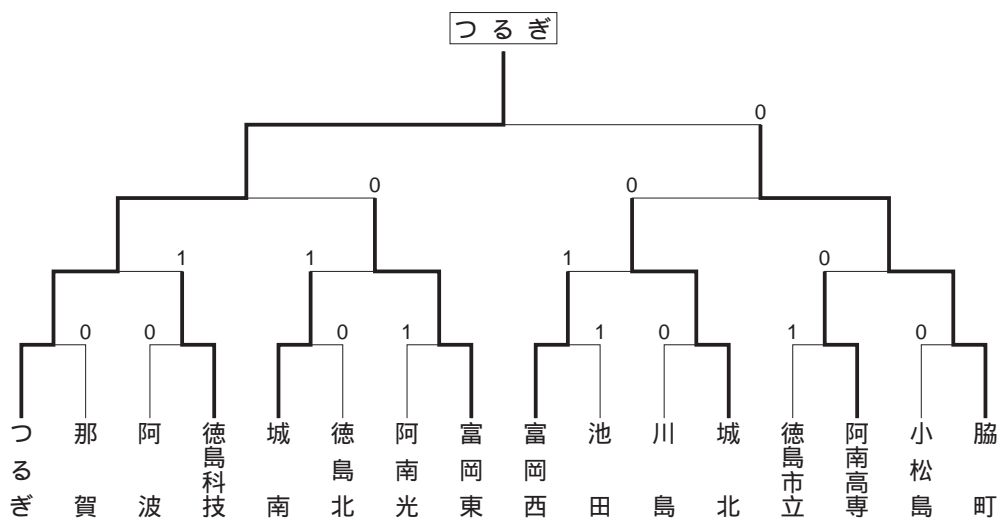 つるぎ
0
0
0
1
1
1
0
0
0
0
1
1
0
1
0
つるぎ
那賀
阿波
徳島科技
城南
徳島北
阿南光
富岡東
富岡西
池田
川島
城北
徳島市立
阿南高専
小松島
脇町